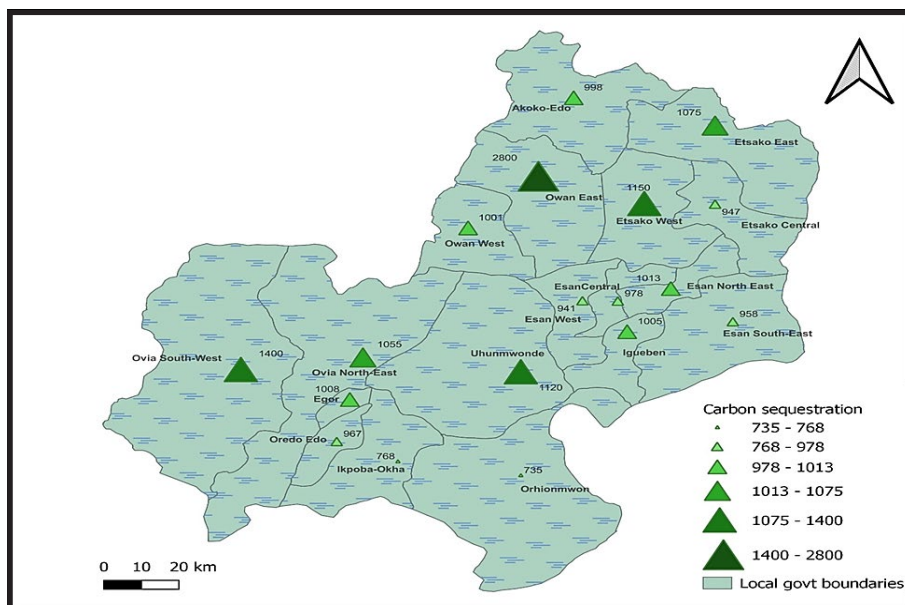 998
Akoko-Edo
1075
Etsako East
2800
Owan East
1150
Etsako West
947
Etsako Central
1001
Owan West
1013
Esan North East
EsanCentral
978
941
Esan West
958
Esan South-East
1005
Igueben
Ovia South-West
1400
1055
Ovia North-East
Uhunmwonde
1120
1008
Egor
Oredo Edo
967
Ikpoba-Okha
768
735
Orhionmwon
Carbon sequestration
735 - 768
768 - 978
978 - 1013
1013 - 1075
1075 - 1400
1400 - 2800
Local govt boundaries
0 10 20 km